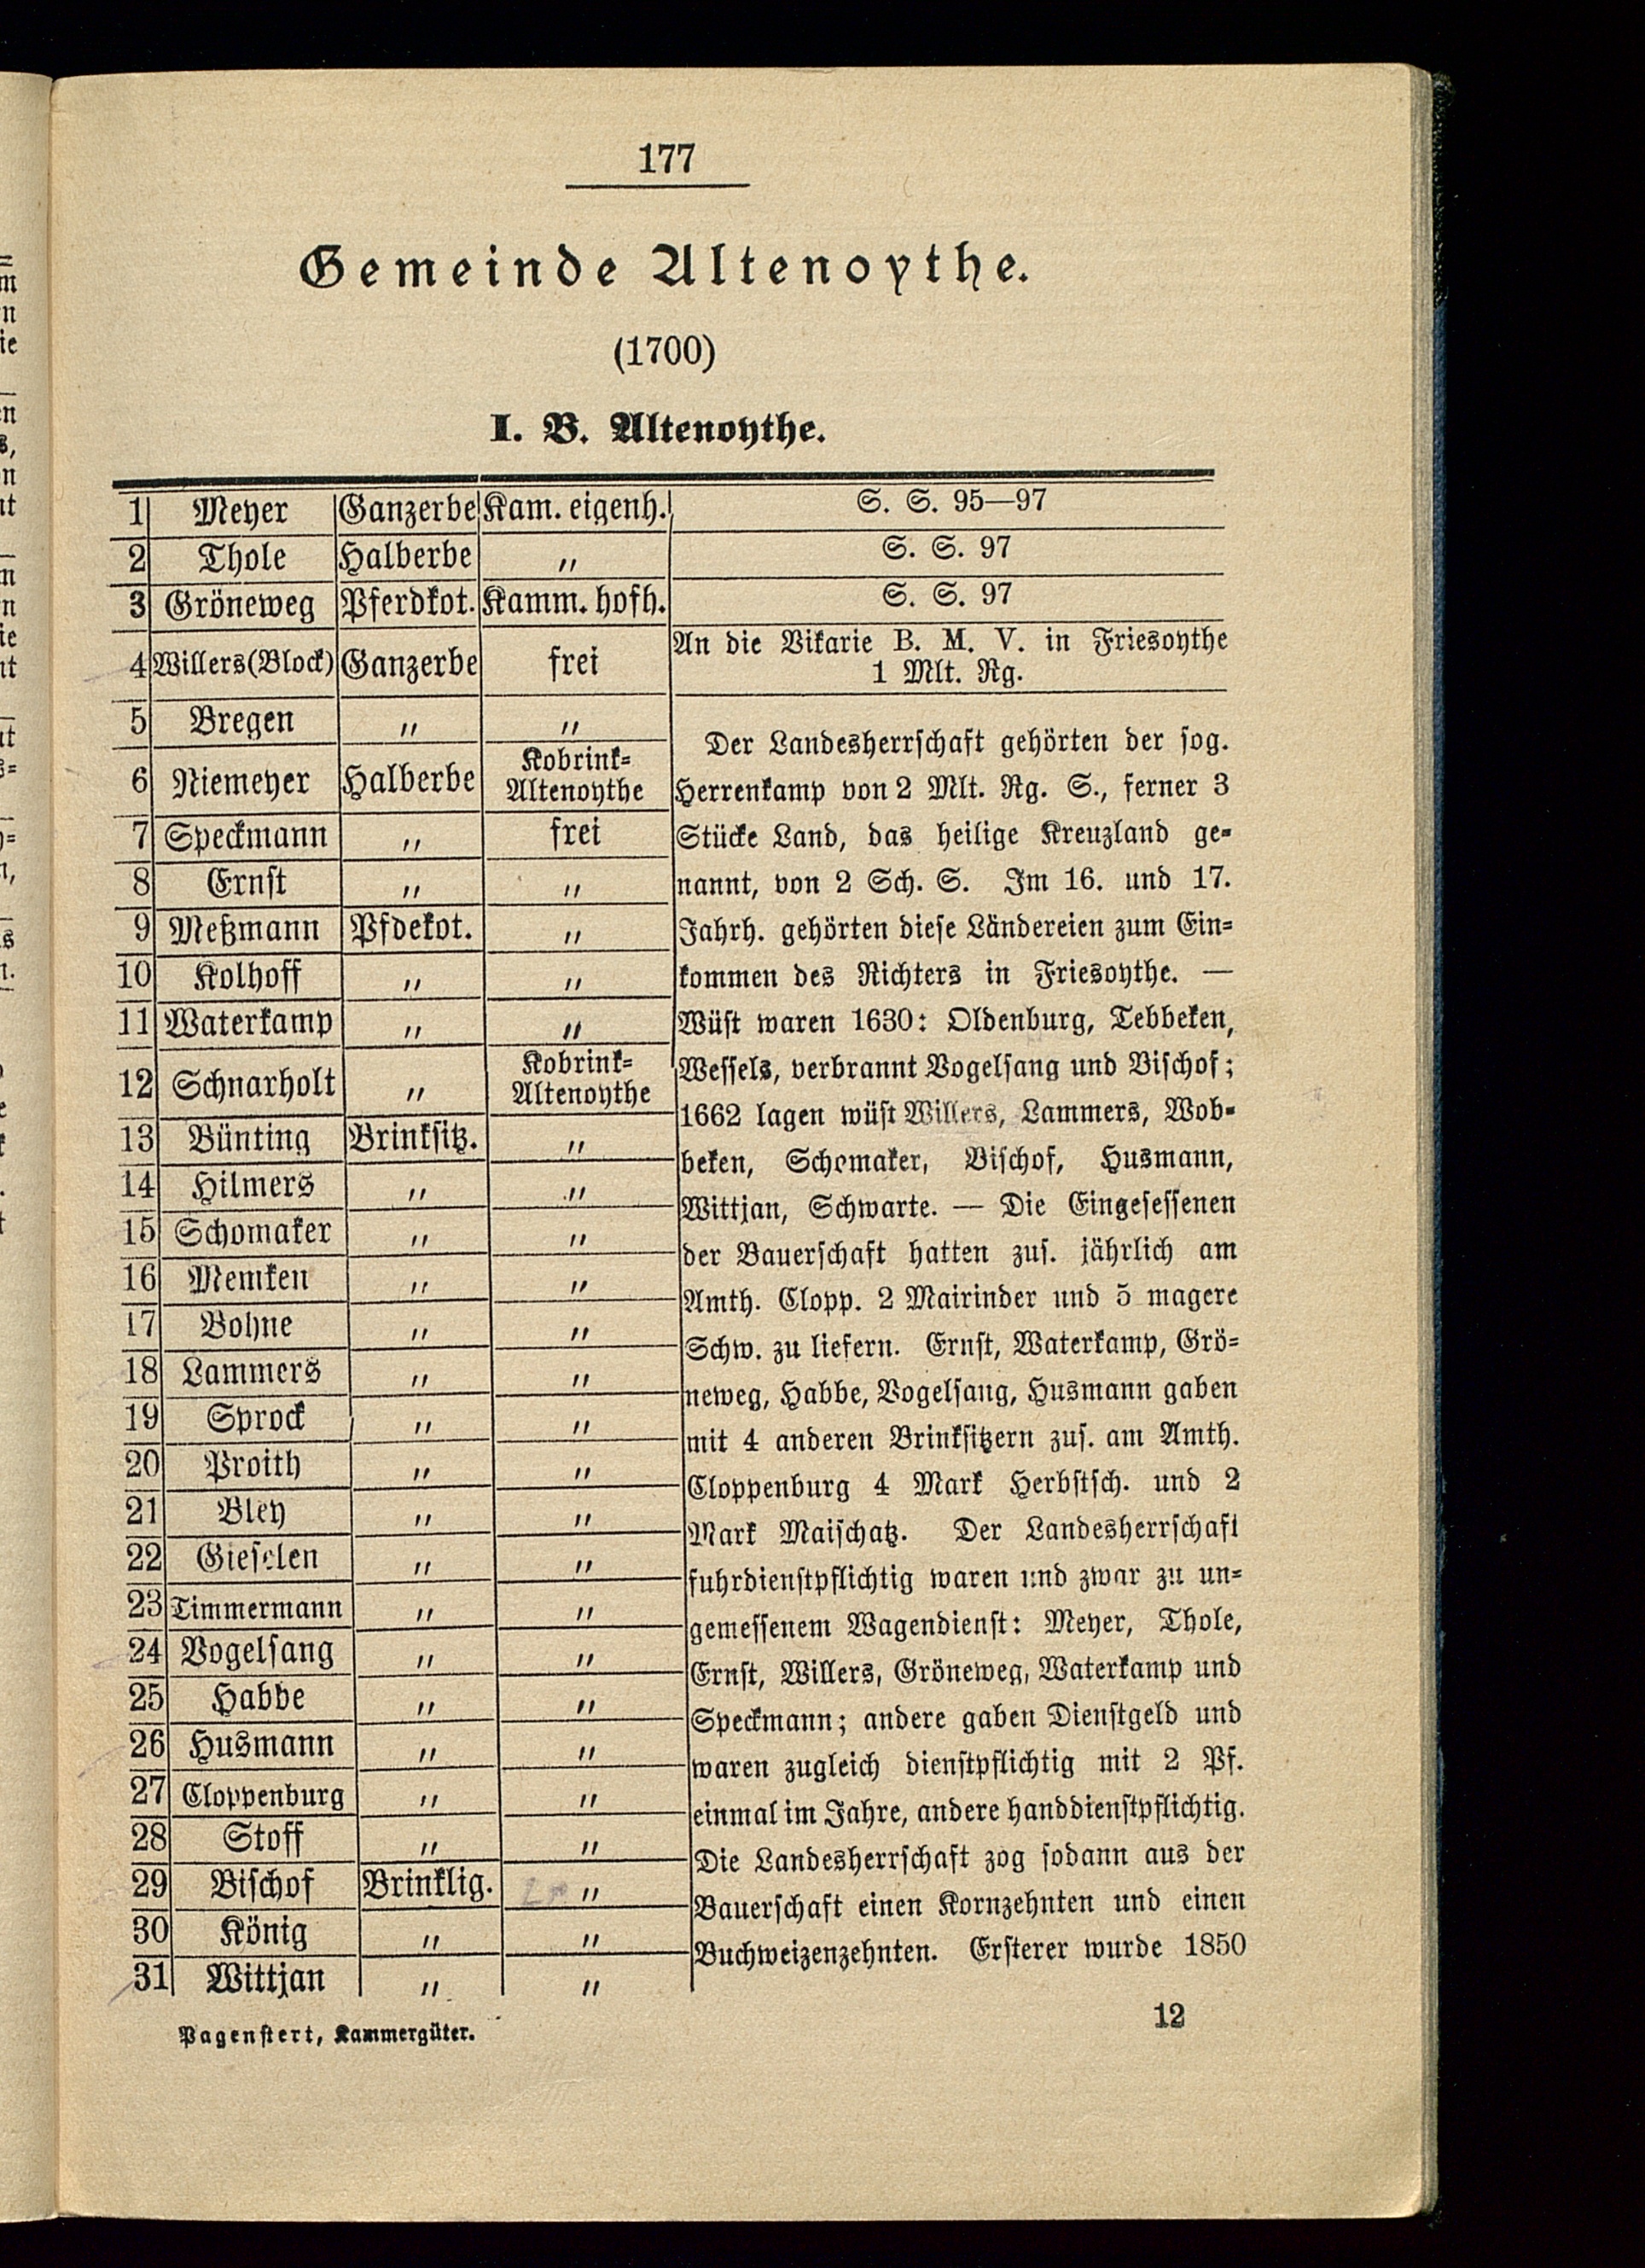 177
Gemeinde Altenoythe.
(1700)
I. B. Altenoythe.
1 Meyer Ganzerbe Kam. eigenh. S. S. 95—97
2 Thole Halberbe „ S. S. 97
3 Gröneweg Pferdkot. Kamm. hofh. S. S. 97
4 Willers (Block) Ganzerbe frei An die Vikarie B. M. V. in Friesoythe
1 Mlt. Rg.
5 Bregen „ „
6 Niemeyer Halberbe Kobrink-
Altenoythe
7 Speckmann „ frei
8 Ernst „ „
9 Meßmann Pfdekot. „
10 Kolhoff „ „
11 Waterkamp „ „
12 Schnarholt „ Kobrink-
Altenoythe
13 Bünting Brinksitz. „
14 Hilmers „ „
15 Schomaker „ „
16 Memken „ „
17 Bohne „ „
18 Lammers „ „
19 Sprock „ „
20 Proith „ „
21 Bley „ „
22 Gieselen „ „
23 Timmermann „ „
24 Vogelsang „ „
25 Habbe „ „
26 Husmann „ „
27 Cloppenburg „ „
28 Stoff „ „
29 Bischof Brinklig. „
30 König „ „
31 Wittjan „ „
Der Landesherrschaft gehörten der sog.
Herrenkamp von 2 Mlt. Rg. S., ferner 3
Stücke Land, das heilige Kreuzland ge-
nannt, von 2 Sch. S. Im 16. und 17.
Jahrh. gehörten diese Ländereien zum Ein-
kommen des Richters in Friesoythe. —
Wüst waren 1630: Oldenburg, Tebbeken,
Wessels, verbrannt Vogelsang und Bischof;
1662 lagen wüst Willers, Lammers, Wob-
beken, Schomaker, Bischof, Husmann,
Wittjan, Schwarte. — Die Eingesessenen
der Bauerschaft hatten zus. jährlich am
Amth. Clopp. 2 Mairinder und 5 magere
Schw. zu liefern. Ernst, Waterkamp, Grö-
neweg, Habbe, Vogelsang, Husmann gaben
mit 4 anderen Brinksitzern zus. am Amth.
Cloppenburg 4 Mark Herbstsch. und 2
Mark Maischatz. Der Landesherrschaft
fuhrdienstpflichtig waren und zwar zu un-
gemessenem Wagendienst: Meyer, Thole,
Ernst, Willers, Gröneweg, Waterkamp und
Speckmann; andere gaben Dienstgeld und
waren zugleich dienstpflichtig mit 2 Pf.
einmal im Jahre, andere handdienstpflichtig.
Die Landesherrschaft zog sodann aus der
Bauerschaft einen Kornzehnten und einen
Buchweizenzehnten. Ersterer wurde 1850
Pagenstert, Kammergüter.
12